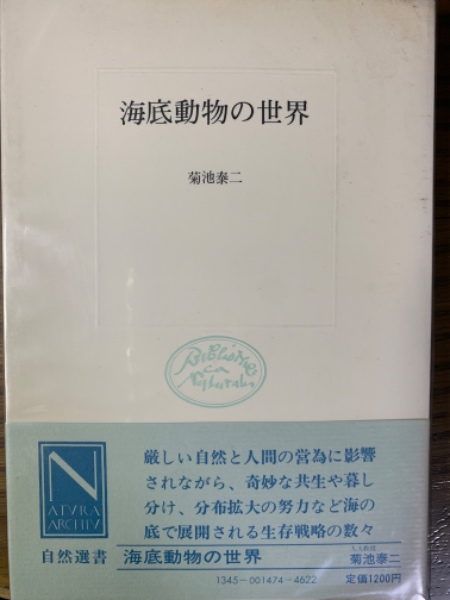 海底動物の世界
菊池泰二
厳しい自然と人間の営為に影響
されながら、奇妙な共生や暮し
分け、分布拡大の努力など海の
底で展開される生存戦略の数々
N
ATVRA
ARCHIV
自然選書
海底動物の世界
菊池泰二
1345-001474-4622
定価1200円